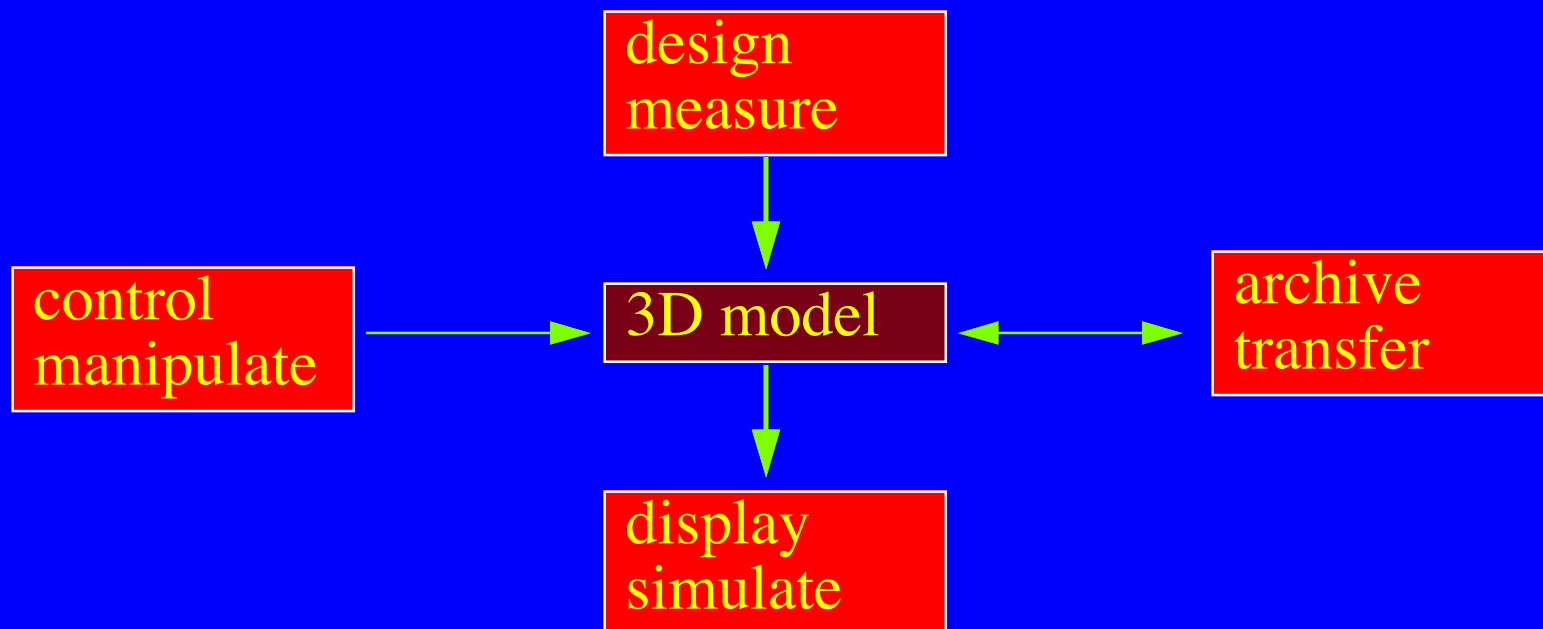 design
measure
control
manipulate
3D model
archive
transfer
display
simulate